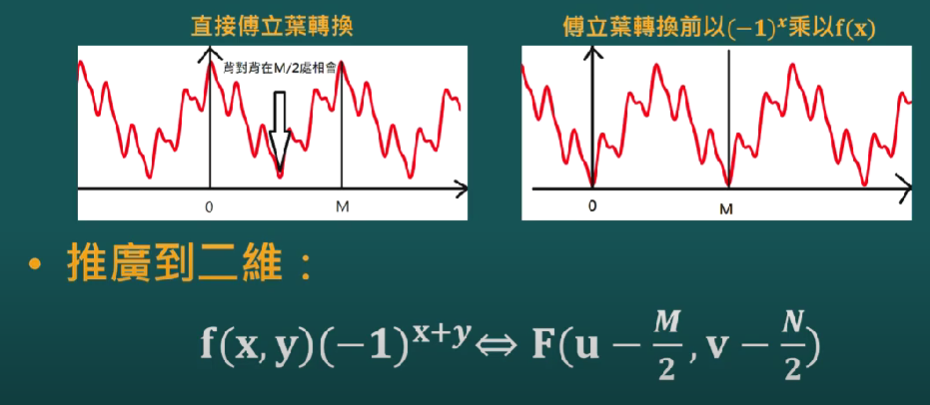 直接傅立葉轉換
傅立葉轉換前以(−1)ˣ乘以f(x)
背對背在M/2處相會
0
M
0
M
• 推廣到二維：
f(x, y)(−1)ˣ⁺ʸ⇔ F(u − M/2, v − N/2)